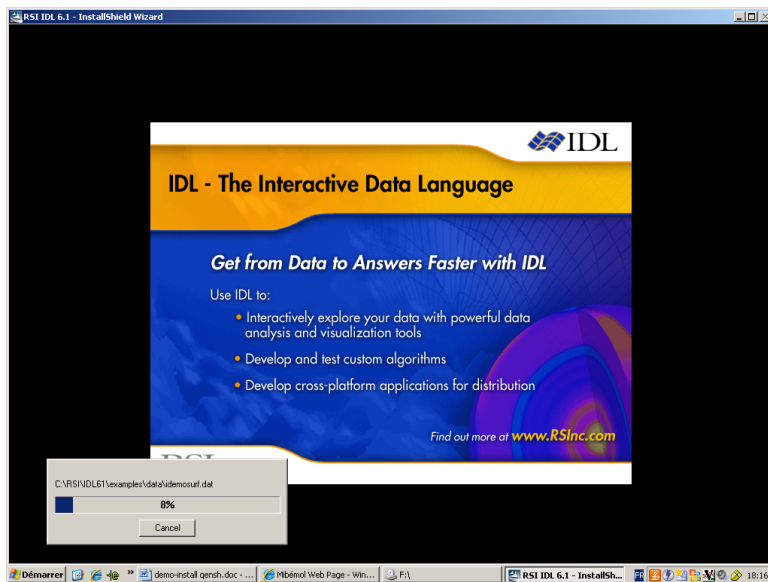 RSI IDL 6.1 - InstallShield Wizard
IDL
IDL - The Interactive Data Language
Get from Data to Answers Faster with IDL
Use IDL to:
• Interactively explore your data with powerful data
analysis and visualization tools
• Develop and test custom algorithms
• Develop cross-platform applications for distribution
Find out more at www.RSInc.com
RSI
C:\RSI\IDL61\examples\data\idemosurf.dat
8%
Cancel
Démarrer » demo-install qensh.doc - ... Mibémol Web Page - Win... F:\ RSI IDL 6.1 - InstallSh... FR 18:16